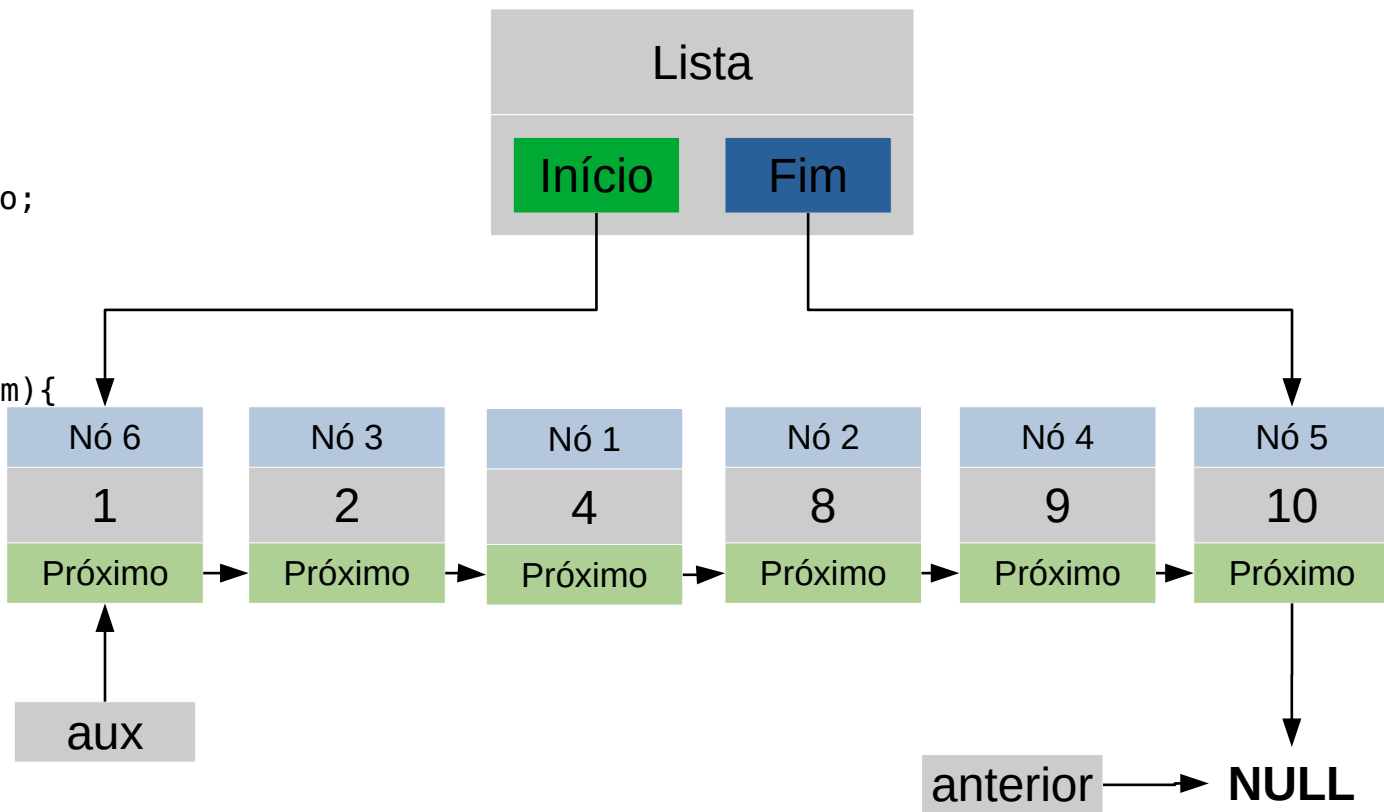 Lista
Início Fim
o;
m){
Nó 6 Nó 3 Nó 1 Nó 2 Nó 4 Nó 5
1 2 4 8 9 10
Próximo Próximo Próximo Próximo Próximo Próximo
aux
anterior NULL